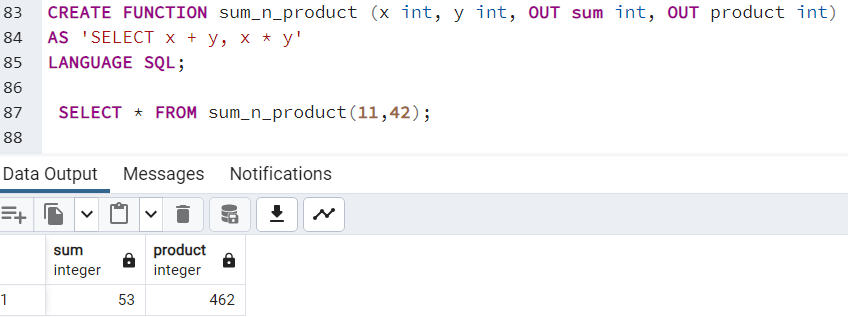 83 CREATE FUNCTION sum_n_product (x int, y int, OUT sum int, OUT product int)
84 AS 'SELECT x + y, x * y'
85 LANGUAGE SQL;
86
87 SELECT * FROM sum_n_product(11,42);
88
Data Output Messages Notifications
sum product
integer integer
1 53 462